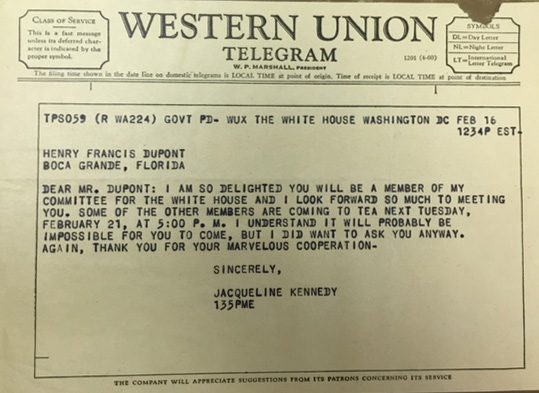 CLASS OF SERVICE
This is a fast message
unless its deferred char-
acter is indicated by the
proper symbol.
WESTERN UNION
TELEGRAM
W. P. MARSHALL, PRESIDENT
1201 (4-60)
SYMBOLS
DL=Day Letter
NL=Night Letter
LT=International Letter Telegram
The filing time shown in the date line on domestic telegrams is LOCAL TIME at point of origin. Time of receipt is LOCAL TIME at point of destination
TPS059 (R WA224) GOVT PD- WUX THE WHITE HOUSE WASHINGTON DC FEB 16
1234P EST-
HENRY FRANCIS DUPONT
BOCA GRANDE, FLORIDA
DEAR MR. DUPONT: I AM SO DELIGHTED YOU WILL BE A MEMBER OF MY
COMMITTEE FOR THE WHITE HOUSE AND I LOOK FORWARD SO MUCH TO MEETING
YOU. SOME OF THE OTHER MEMBERS ARE COMING TO TEA NEXT TUESDAY,
FEBRUARY 21, AT 5:00 P. M. I UNDERSTAND IT WILL PROBABLY BE
IMPOSSIBLE FOR YOU TO COME, BUT I DID WANT TO ASK YOU ANYWAY.
AGAIN, THANK YOU FOR YOUR MARVELOUS COOPERATION-
SINCERELY,
JACQUELINE KENNEDY
135PME
THE COMPANY WILL APPRECIATE SUGGESTIONS FROM ITS PATRONS CONCERNING ITS SERVICE